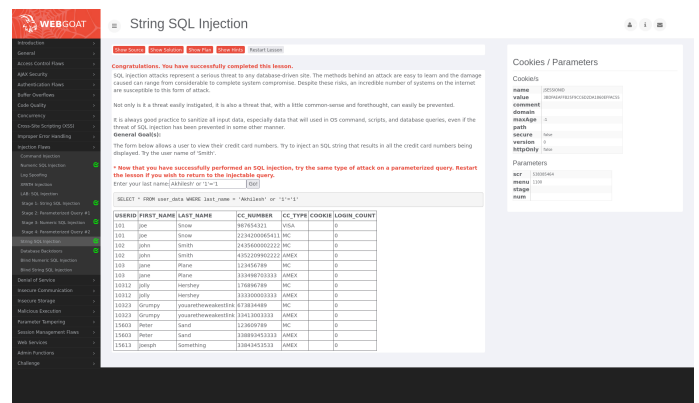 WEBGOAT
String SQL Injection
Introduction
General
Access Control Flaws
AJAX Security
Authentication Flaws
Buffer Overflows
Code Quality
Concurrency
Cross-Site Scripting (XSS)
Improper Error Handling
Injection Flaws
Command Injection
Numeric SQL Injection
Log Spoofing
XPATH Injection
LAB: SQL Injection
Stage 1: String SQL Injection
Stage 2: Parameterized Query #1
Stage 3: Numeric SQL Injection
Stage 4: Parameterized Query #2
String SQL Injection
Database Backdoors
Blind Numeric SQL Injection
Blind String SQL Injection
Denial of Service
Insecure Communication
Insecure Storage
Malicious Execution
Parameter Tampering
Session Management Flaws
Web Services
Admin Functions
Challenge
Show Source Show Solution Show Plan Show Hints Restart Lesson
Congratulations. You have successfully completed this lesson.
SQL injection attacks represent a serious threat to any database-driven site. The methods behind an attack are easy to learn and the damage
caused can range from considerable to complete system compromise. Despite these risks, an incredible number of systems on the internet
are susceptible to this form of attack.
Not only is it a threat easily instigated, it is also a threat that, with a little common-sense and forethought, can easily be prevented.
It is always good practice to sanitize all input data, especially data that will used in OS command, scripts, and database queries, even if the
threat of SQL injection has been prevented in some other manner.
General Goal(s):
The form below allows a user to view their credit card numbers. Try to inject an SQL string that results in all the credit card numbers being
displayed. Try the user name of 'Smith'.
* Now that you have successfully performed an SQL injection, try the same type of attack on a parameterized query. Restart
the lesson if you wish to return to the injectable query.
Enter your last name: Akhilesh' or '1'='1 Go!
SELECT * FROM user_data WHERE last_name = 'Akhilesh' or '1'='1'
USERID FIRST_NAME LAST_NAME CC_NUMBER CC_TYPE COOKIE LOGIN_COUNT
101 Joe Snow 987654321 VISA 0
101 Joe Snow 2234200065411 MC 0
102 John Smith 2435600002222 MC 0
102 John Smith 4352209902222 AMEX 0
103 Jane Plane 123456789 MC 0
103 Jane Plane 333498703333 AMEX 0
10312 Jolly Hershey 176896789 MC 0
10312 Jolly Hershey 333300003333 AMEX 0
10323 Grumpy youaretheweakestlink 673834489 MC 0
10323 Grumpy youaretheweakestlink 33413003333 AMEX 0
15603 Peter Sand 123609789 MC 0
15603 Peter Sand 338893453333 AMEX 0
15613 Joesph Something 33843453533 AMEX 0
Cookies / Parameters
Cookie/s
name JSESSIONID
value
comment
domain
maxAge -1
path
secure false
version 0
httpOnly false
Parameters
scr
menu 1100
stage
num